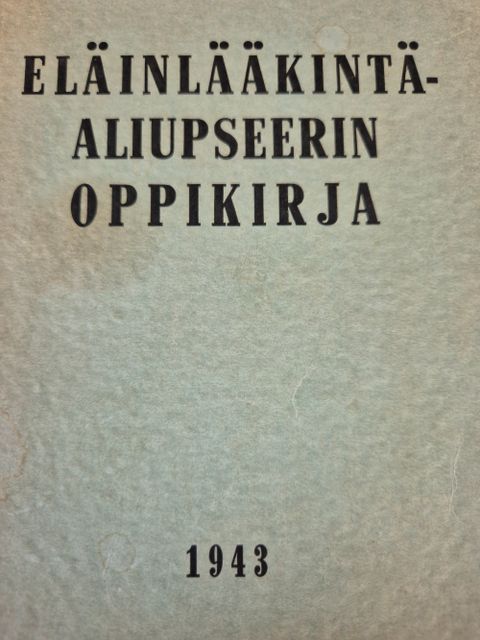 ELÄINLÄÄKINTÄ-
ALIUPSEERIN
OPPIKIRJA
1943